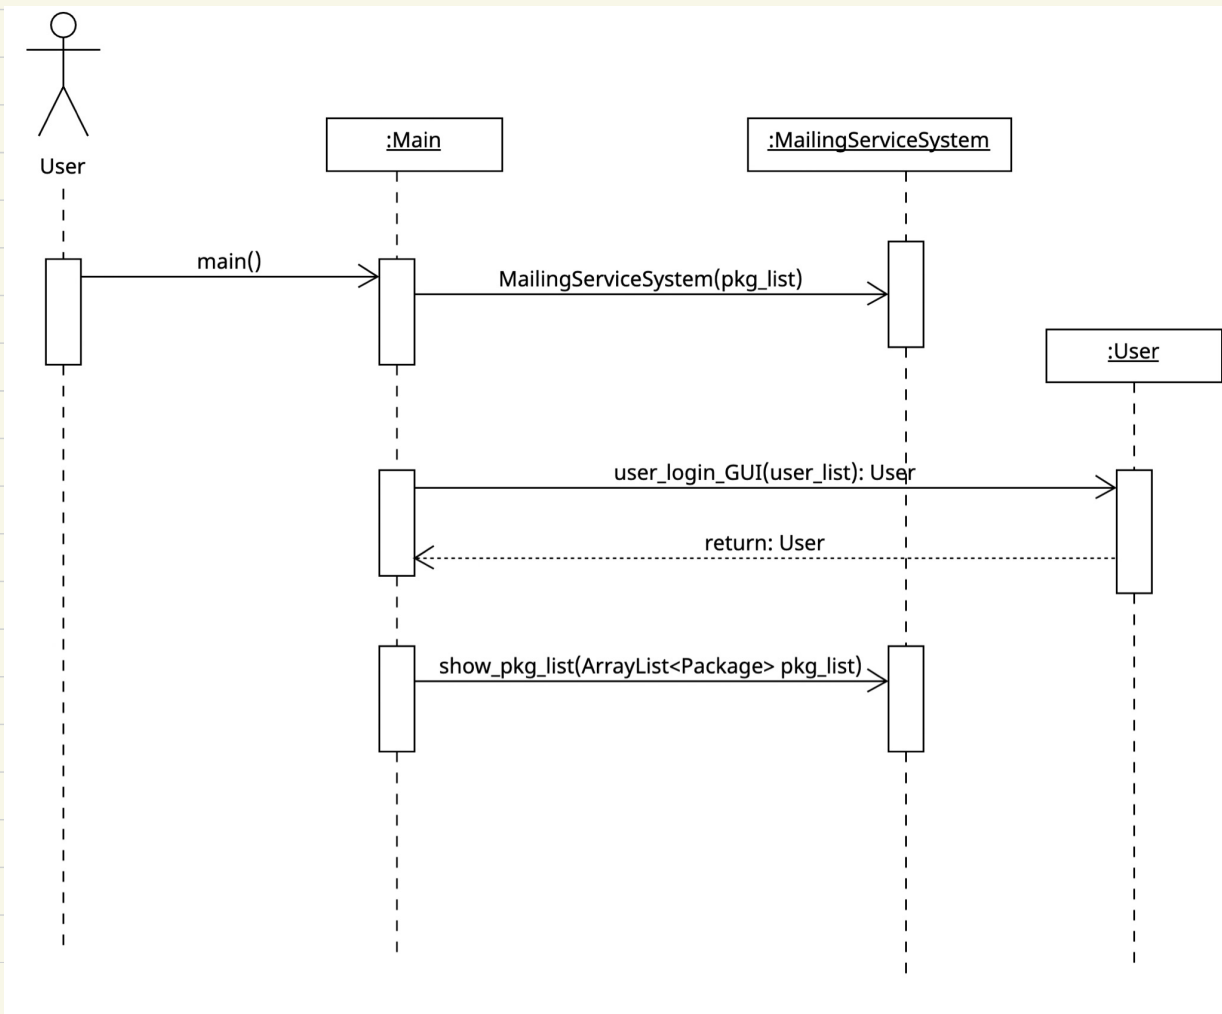 User
:Main
:MailingServiceSystem
main()
MailingServiceSystem(pkg_list)
:User
user_login_GUI(user_list): User
return: User
show_pkg_list(ArrayList<Package> pkg_list)